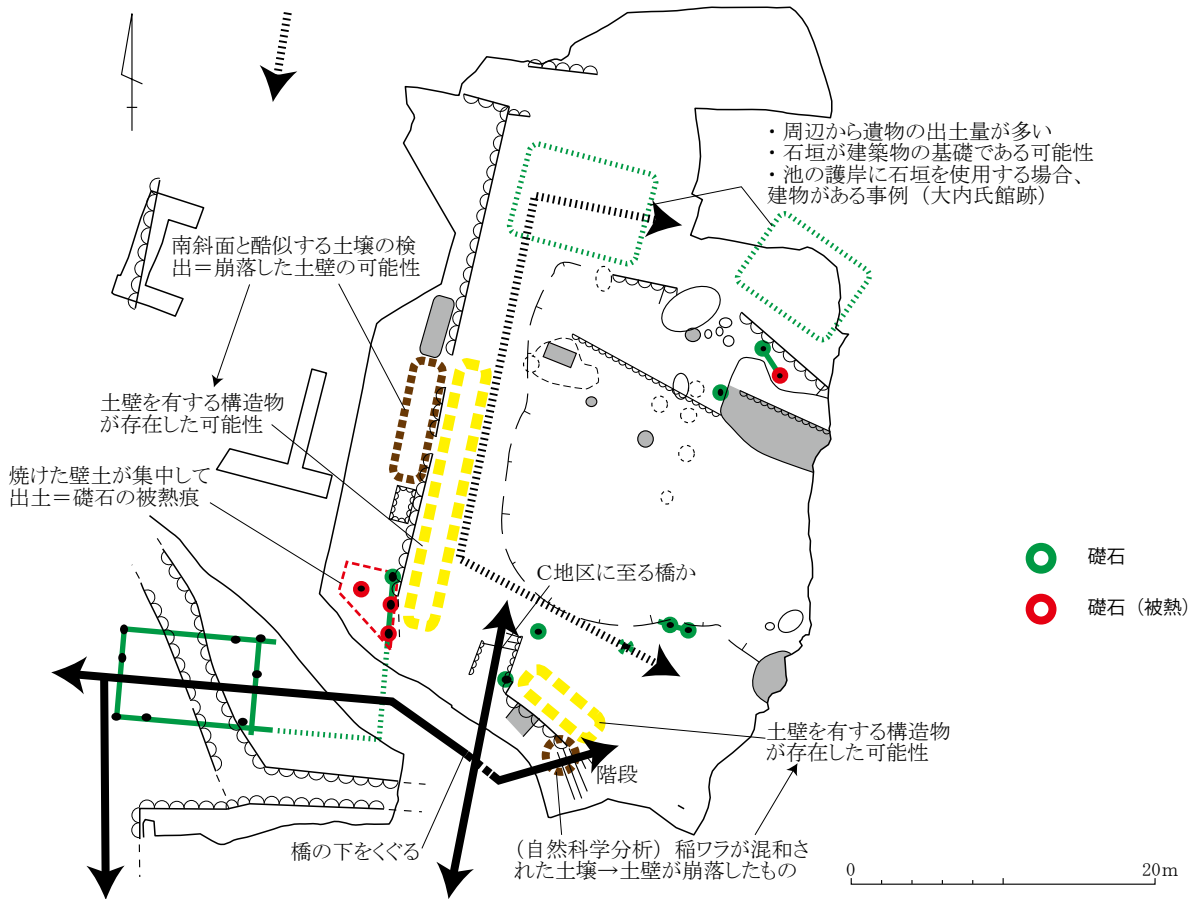 ・周辺から遺物の出土量が多い
・石垣が建築物の基礎である可能性
・池の護岸に石垣を使用する場合、
建物がある事例（大内氏館跡）
南斜面と酷似する土壌の検
出＝崩落した土壁の可能性
土壁を有する構造物
が存在した可能性
焼けた壁土が集中して
出土＝礎石の被熱痕
C地区に至る橋か
礎石
礎石（被熱）
土壁を有する構造物
が存在した可能性
階段
橋の下をくぐる
（自然科学分析）稲ワラが混和さ
れた土壌→土壁が崩落したもの
0 20m